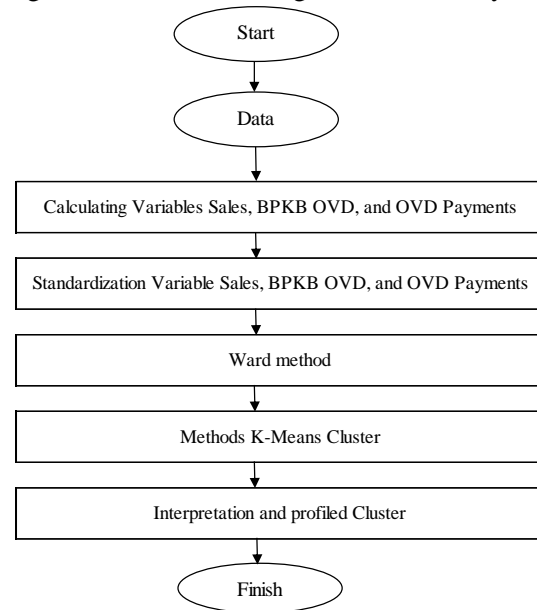 Start
Data
Calculating Variables Sales, BPKB OVD, and OVD Payments
Standardization Variable Sales, BPKB OVD, and OVD Payments
Ward method
Methods K-Means Cluster
Interpretation and profiled Cluster
Finish